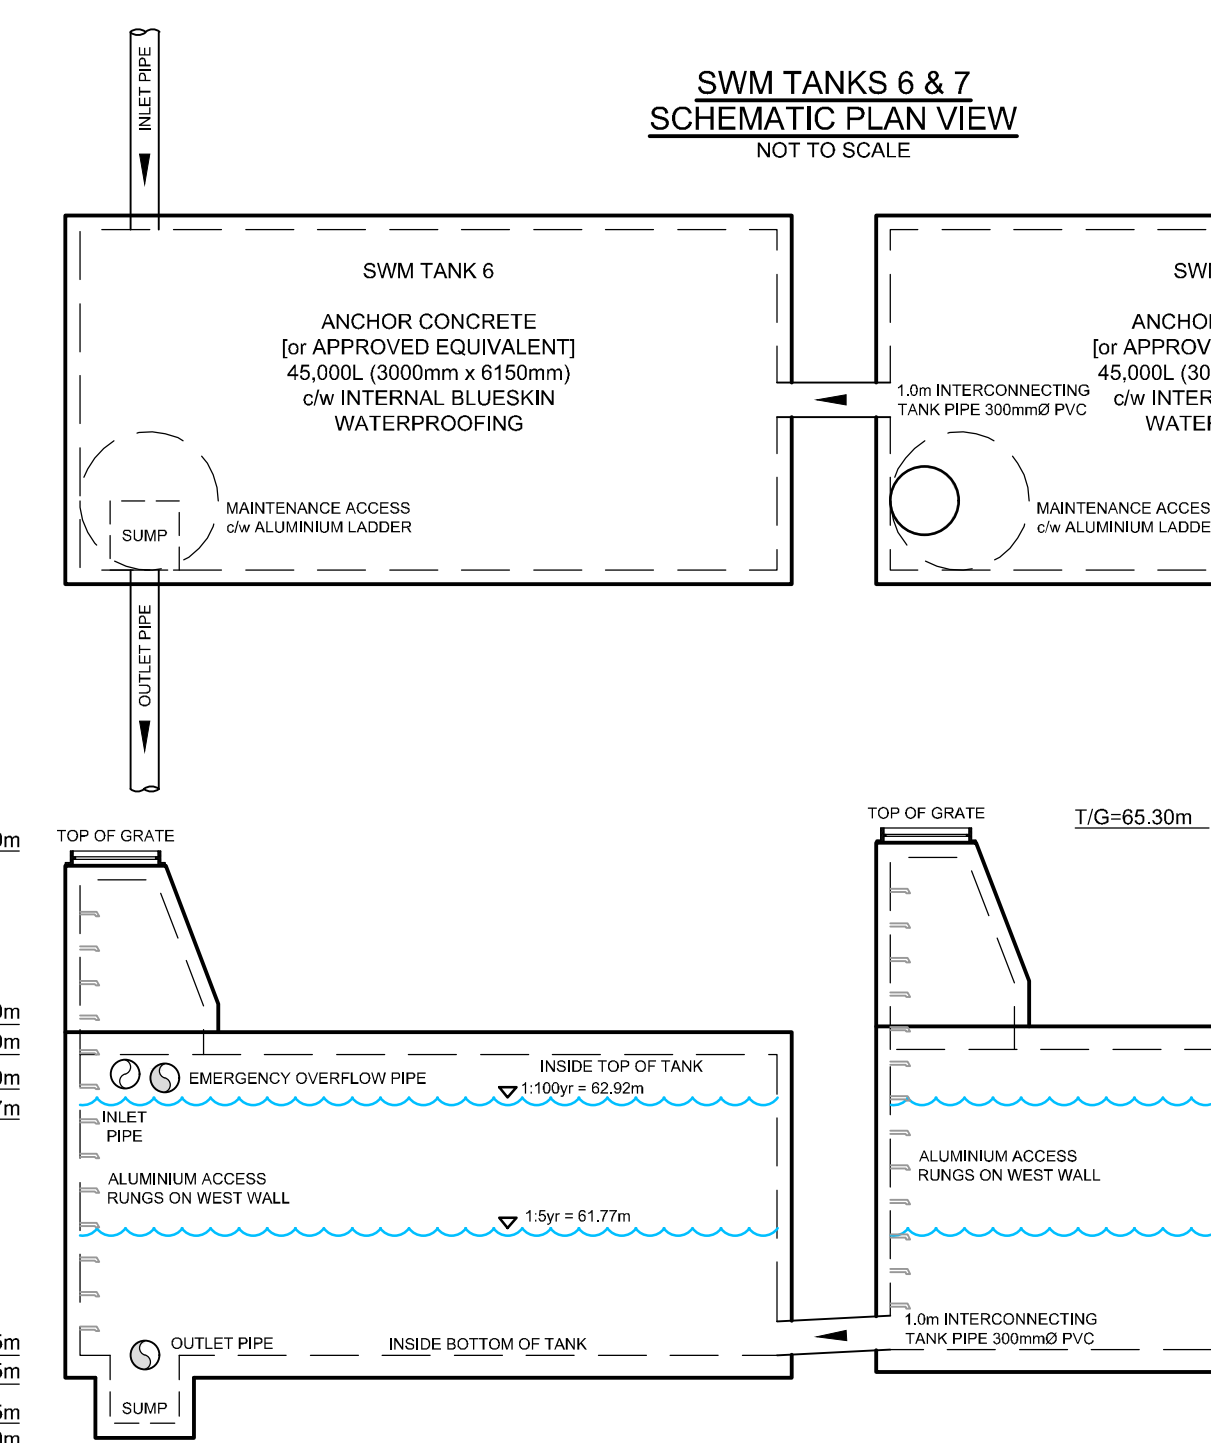 SWM TANKS 6 & 7
SCHEMATIC PLAN VIEW
NOT TO SCALE
INLET PIPE
SWM TANK 6
ANCHOR CONCRETE
[or APPROVED EQUIVALENT]
45,000L (3000mm x 6150mm)
c/w INTERNAL BLUESKIN
WATERPROOFING
MAINTENANCE ACCESS
c/w ALUMINIUM LADDER
SUMP
OUTLET PIPE
1.0m INTERCONNECTING
TANK PIPE 300mmØ PVC
MAINTENANCE
c/w ALUMINIUM
TOP OF GRATE
TOP OF GRATE
T/G=65.30m
INSIDE TOP OF TANK
EMERGENCY OVERFLOW PIPE
1:100yr = 62.92m
INLET
PIPE
ALUMINIUM ACCESS
RUNGS ON WEST WALL
1:5yr = 61.77m
OUTLET PIPE
INSIDE BOTTOM OF TANK
SUMP
ALUMINIUM ACCESS
RUNGS ON WEST WALL
1.0m INTERCONNECTING
TANK PIPE 300mmØ PVC